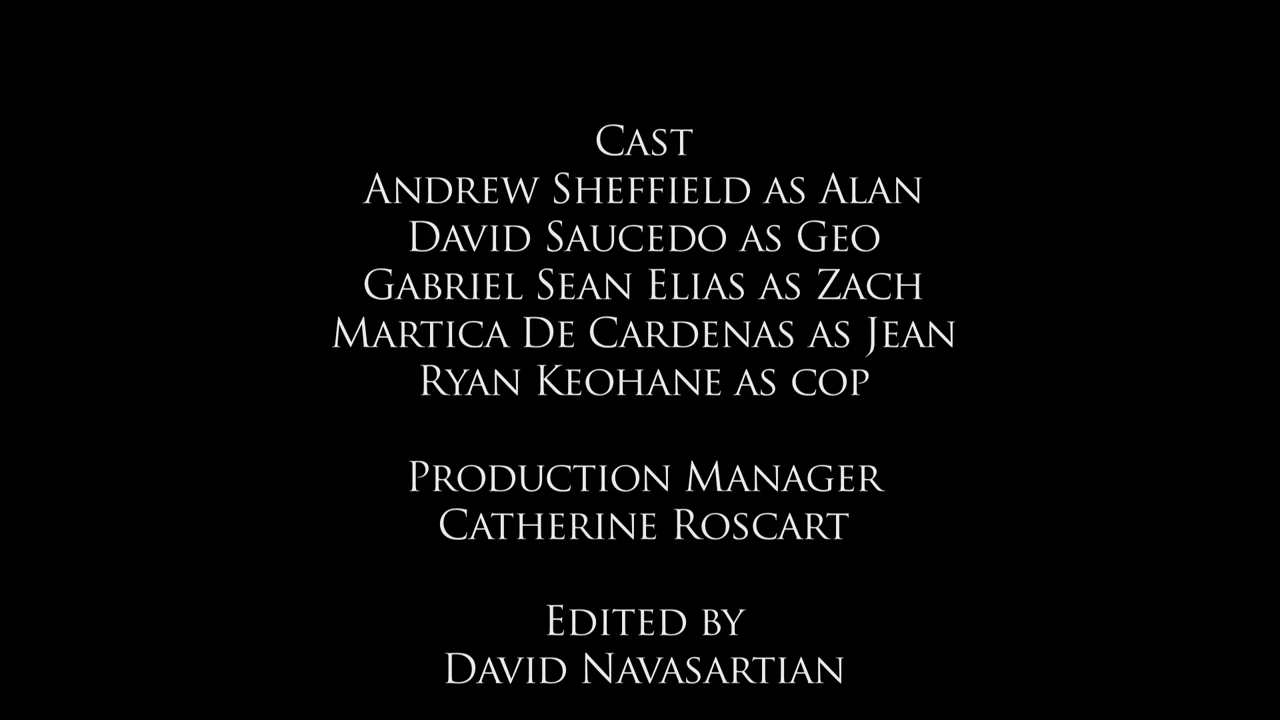 Cast
Andrew Sheffield as Alan
David Saucedo as Geo
Gabriel Sean Elias as Zach
Martica De Cardenas as Jean
Ryan Keohane as cop
Production Manager
Catherine Roscart
Edited by
David Navasartian